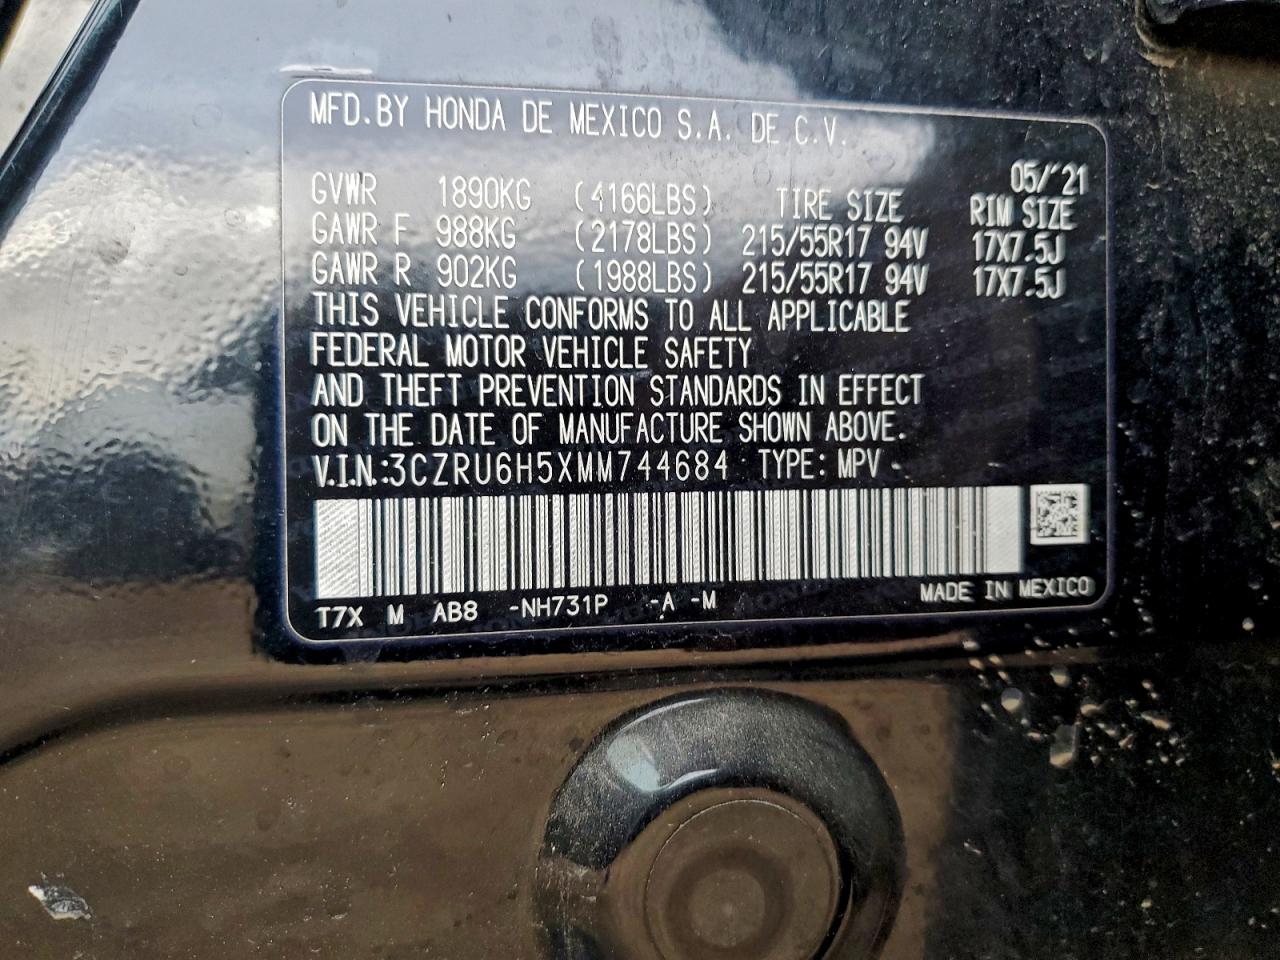 MFD.BY HONDA DE MEXICO S.A. DE C.V.
05/'21
GVWR 1890KG (4166LBS) TIRE SIZE RIM SIZE
GAWR F 988KG (2178LBS) 215/55R17 94V 17X7.5J
GAWR R 902KG (1988LBS) 215/55R17 94V 17X7.5J
THIS VEHICLE CONFORMS TO ALL APPLICABLE
FEDERAL MOTOR VEHICLE SAFETY
AND THEFT PREVENTION STANDARDS IN EFFECT
ON THE DATE OF MANUFACTURE SHOWN ABOVE.
V.I.N.:3CZRU6H5XMM744684 TYPE: MPV
T7X M AB8 -NH731P -A -M MADE IN MEXICO